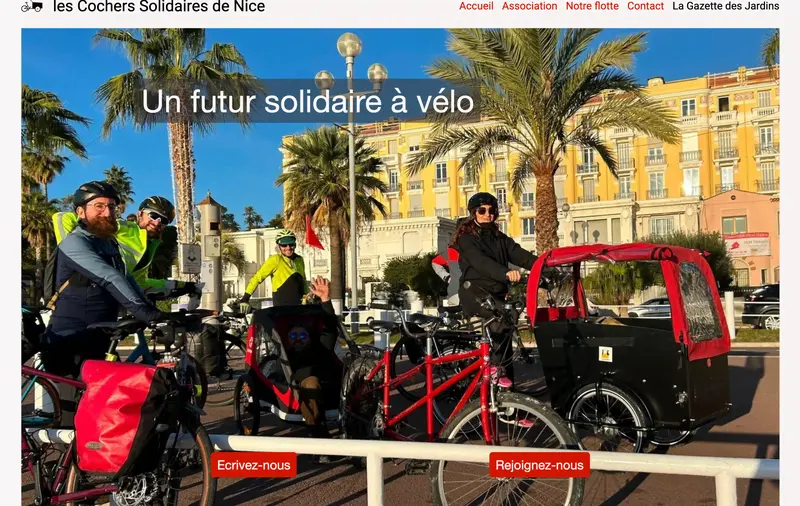 les Cochers Solidaires de Nice
Accueil Association Notre flotte Contact La Gazette des Jardins
Un futur solidaire à vélo
Ecrivez-nous
Rejoignez-nous